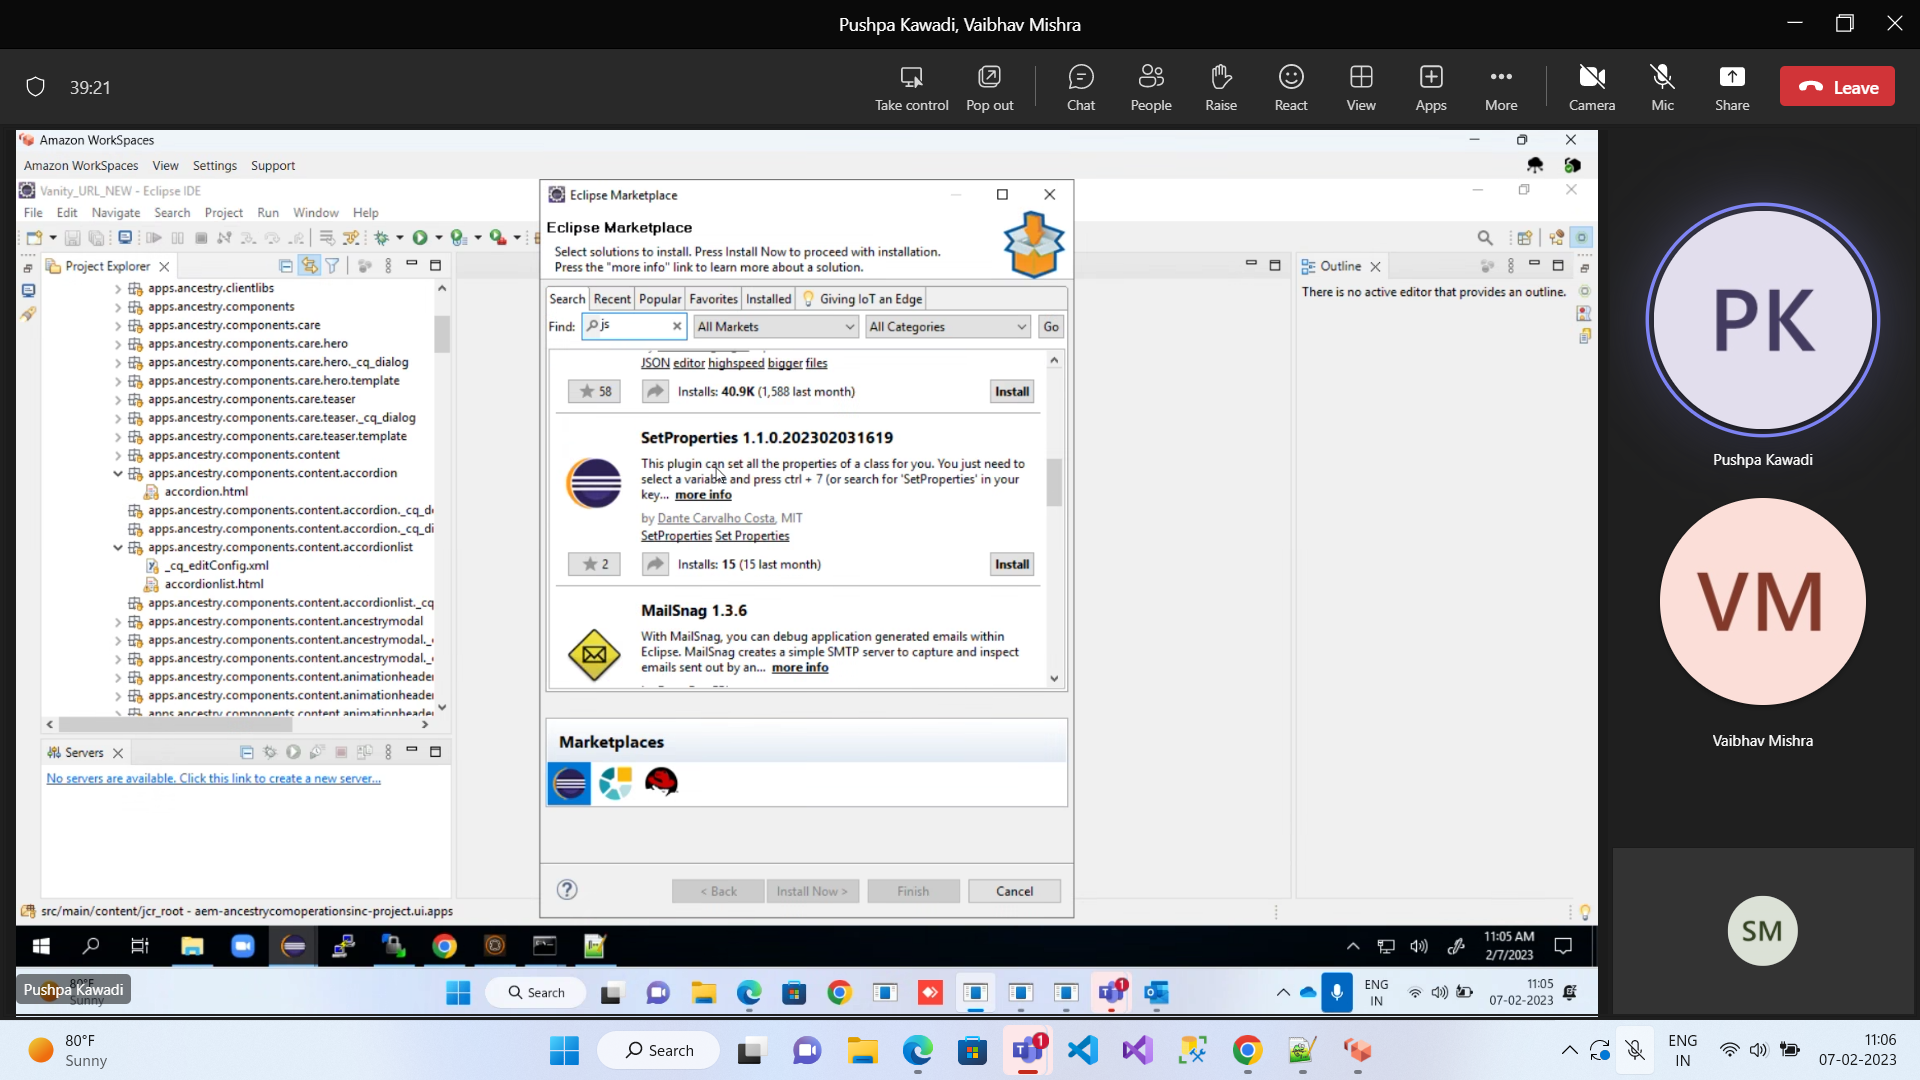 Pushpa Kawadi, Vaibhav Mishra
39:21
Take control
Pop out
Chat
People
Raise
React
View
Apps
More
Camera
Mic
Share
Leave
Amazon WorkSpaces
Amazon WorkSpaces View Settings Support
Vanity_URL_NEW - Eclipse IDE
File Edit Navigate Search Project Run Window Help
Project Explorer
apps.ancestry.clientlibs
apps.ancestry.components
apps.ancestry.components.care
apps.ancestry.components.care.hero
apps.ancestry.components.care.hero._cq_dialog
apps.ancestry.components.care.hero.template
apps.ancestry.components.care.teaser
apps.ancestry.components.care.teaser._cq_dialog
apps.ancestry.components.care.teaser.template
apps.ancestry.components.content
apps.ancestry.components.content.accordion
accordion.html
apps.ancestry.components.content.accordion._cq_d
apps.ancestry.components.content.accordion._cq_di
apps.ancestry.components.content.accordionlist
_cq_editConfig.xml
accordionlist.html
apps.ancestry.components.content.accordionlist._cq
apps.ancestry.components.content.ancestrymodal
apps.ancestry.components.content.ancestrymodal._
apps.ancestry.components.content.ancestrymodal._
apps.ancestry.components.content.animationheader
apps.ancestry.components.content.animationheader
apps.ancestry.components.content.animationheader
Servers
No servers are available. Click this link to create a new server...
src/main/content/jcr_root - aem-ancestrycomoperationsinc-project.ui.apps
Eclipse Marketplace
Eclipse Marketplace
Select solutions to install. Press Install Now to proceed with installation.
Press the "more info" link to learn more about a solution.
Search Recent Popular Favorites Installed Giving IoT an Edge
Find: js All Markets All Categories Go
JSON editor highspeed bigger files
58 Installs: 40.9K (1,588 last month) Install
SetProperties 1.1.0.202302031619
This plugin can set all the properties of a class for you. You just need to
select a variable and press ctrl + 7 (or search for 'SetProperties' in your
key... more info
by Dante Carvalho Costa, MIT
SetProperties Set Properties
2 Installs: 15 (15 last month) Install
MailSnag 1.3.6
With MailSnag, you can debug application generated emails within
Eclipse. MailSnag creates a simple SMTP server to capture and inspect
emails sent out by an... more info
Marketplaces
< Back Install Now > Finish Cancel
Outline
There is no active editor that provides an outline.
PK
Pushpa Kawadi
VM
Vaibhav Mishra
SM
11:05 AM
2/7/2023
Pushpa Kawadi
Sunny
Search
1
ENG
IN
11:05
07-02-2023
80°F
Sunny
Search
1
ENG
IN
11:06
07-02-2023